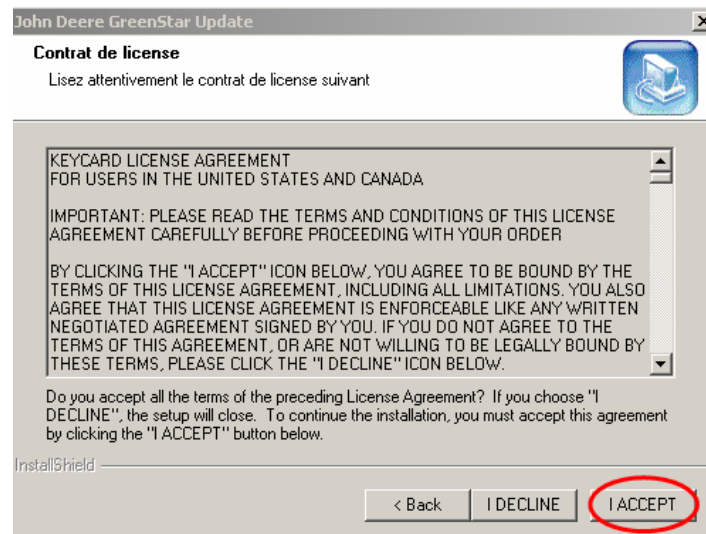 John Deere GreenStar Update
Contrat de license
Lisez attentivement le contrat de license suivant
KEYCARD LICENSE AGREEMENT
FOR USERS IN THE UNITED STATES AND CANADA
IMPORTANT: PLEASE READ THE TERMS AND CONDITIONS OF THIS LICENSE
AGREEMENT CAREFULLY BEFORE PROCEEDING WITH YOUR ORDER
BY CLICKING THE "I ACCEPT" ICON BELOW, YOU AGREE TO BE BOUND BY THE
TERMS OF THIS LICENSE AGREEMENT, INCLUDING ALL LIMITATIONS. YOU ALSO
AGREE THAT THIS LICENSE AGREEMENT IS ENFORCEABLE LIKE ANY WRITTEN
NEGOTIATED AGREEMENT SIGNED BY YOU. IF YOU DO NOT AGREE TO THE
TERMS OF THIS AGREEMENT, OR ARE NOT WILLING TO BE LEGALLY BOUND BY
THESE TERMS, PLEASE CLICK THE "I DECLINE" ICON BELOW.
Do you accept all the terms of the preceding License Agreement? If you choose "I
DECLINE", the setup will close. To continue the installation, you must accept this agreement
by clicking the "I ACCEPT" button below.
InstallShield
< Back I DECLINE I ACCEPT